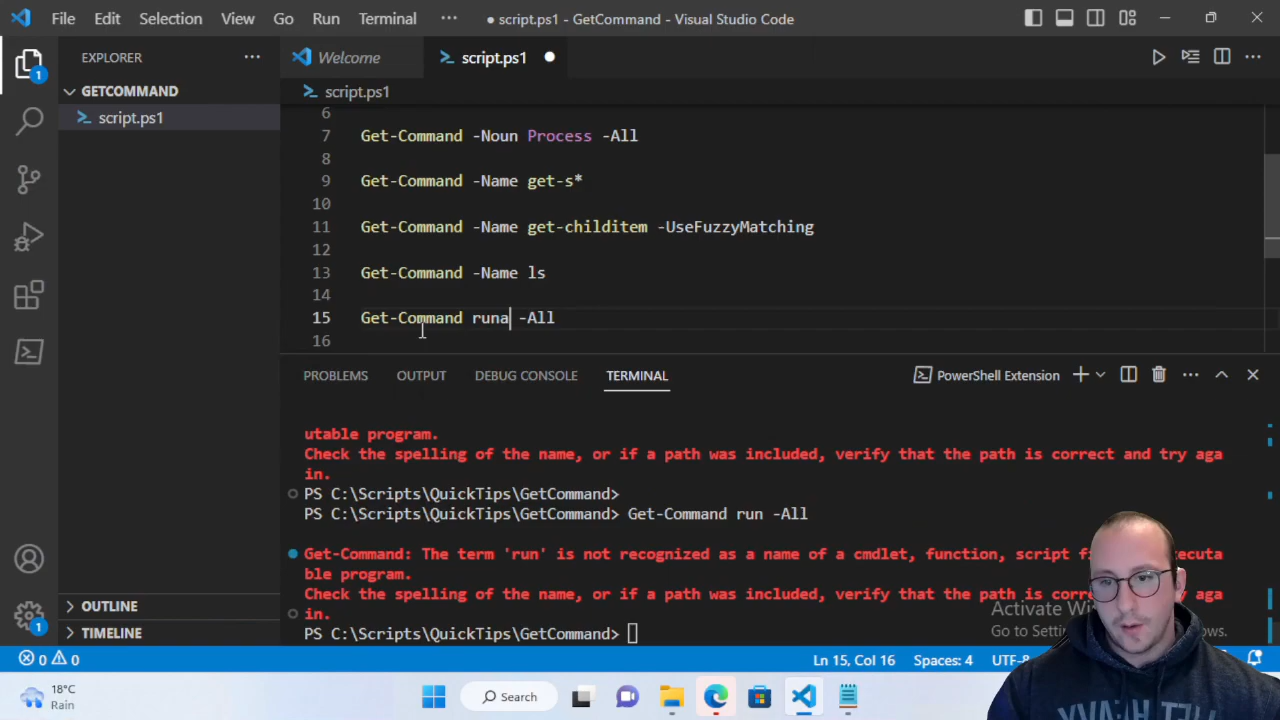 File Edit Selection View Go Run Terminal ··· script.ps1 - GetCommand - Visual Studio Code
EXPLORER ···
Welcome
script.ps1
GETCOMMAND
script.ps1
script.ps1
6
7 Get-Command -Noun Process -All
8
9 Get-Command -Name get-s*
10
11 Get-Command -Name get-childitem -UseFuzzyMatching
12
13 Get-Command -Name ls
14
15 Get-Command runa -All
16
PROBLEMS OUTPUT DEBUG CONSOLE TERMINAL PowerShell Extension
utable program.
Check the spelling of the name, or if a path was included, verify that the path is correct and try aga
in.
PS C:\Scripts\QuickTips\GetCommand>
PS C:\Scripts\QuickTips\GetCommand> Get-Command run -All
Get-Command: The term 'run' is not recognized as a name of a cmdlet, function, script fi
ble program.
Check the spelling of the name, or if a path was included, verify that the path is
in.
PS C:\Scripts\QuickTips\GetCommand>
1
1
OUTLINE
TIMELINE
Activate
Go to
0 0 Ln 15, Col 16 Spaces: 4
18°C
Rain
Search